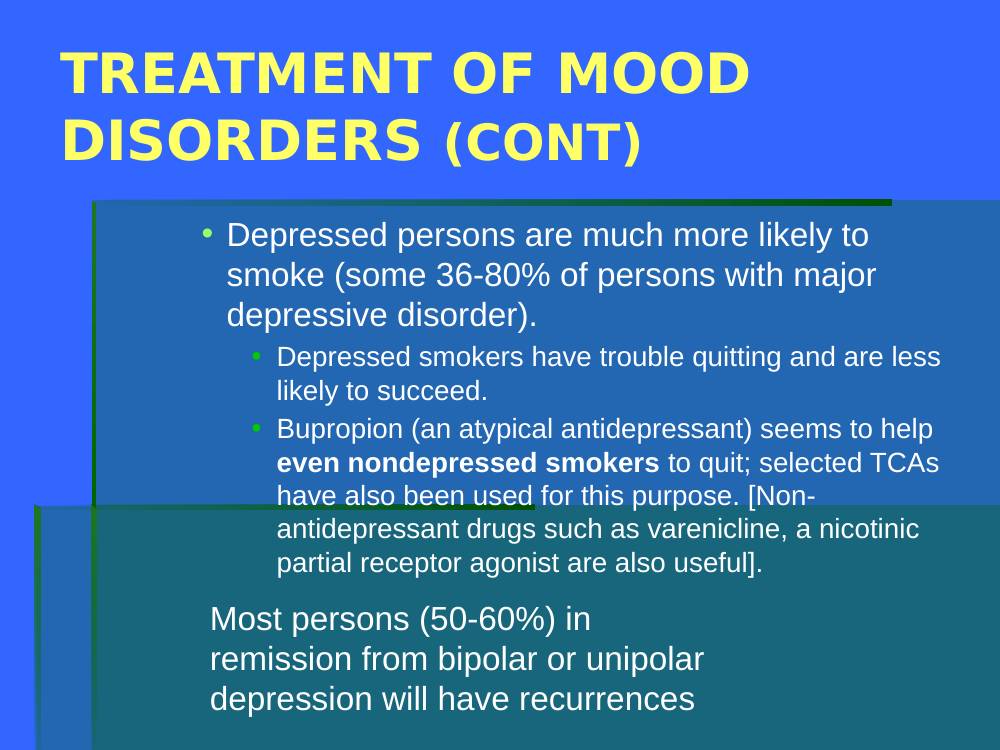 TREATMENT OF MOOD
DISORDERS (CONT)
• Depressed persons are much more likely to
smoke (some 36-80% of persons with major
depressive disorder).
• Depressed smokers have trouble quitting and are less
likely to succeed.
• Bupropion (an atypical antidepressant) seems to help
even nondepressed smokers to quit; selected TCAs
have also been used for this purpose. [Non-
antidepressant drugs such as varenicline, a nicotinic
partial receptor agonist are also useful].
Most persons (50-60%) in
remission from bipolar or unipolar
depression will have recurrences